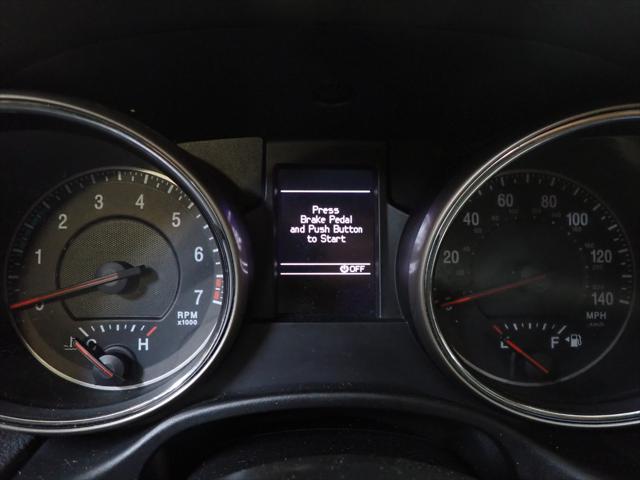 Press
Brake Pedal
and Push Button
to Start
OFF
1
2
3
4
5
6
7
RPM
x1000
C
H
20
40
60
80
100
120
140
MPH
E
F